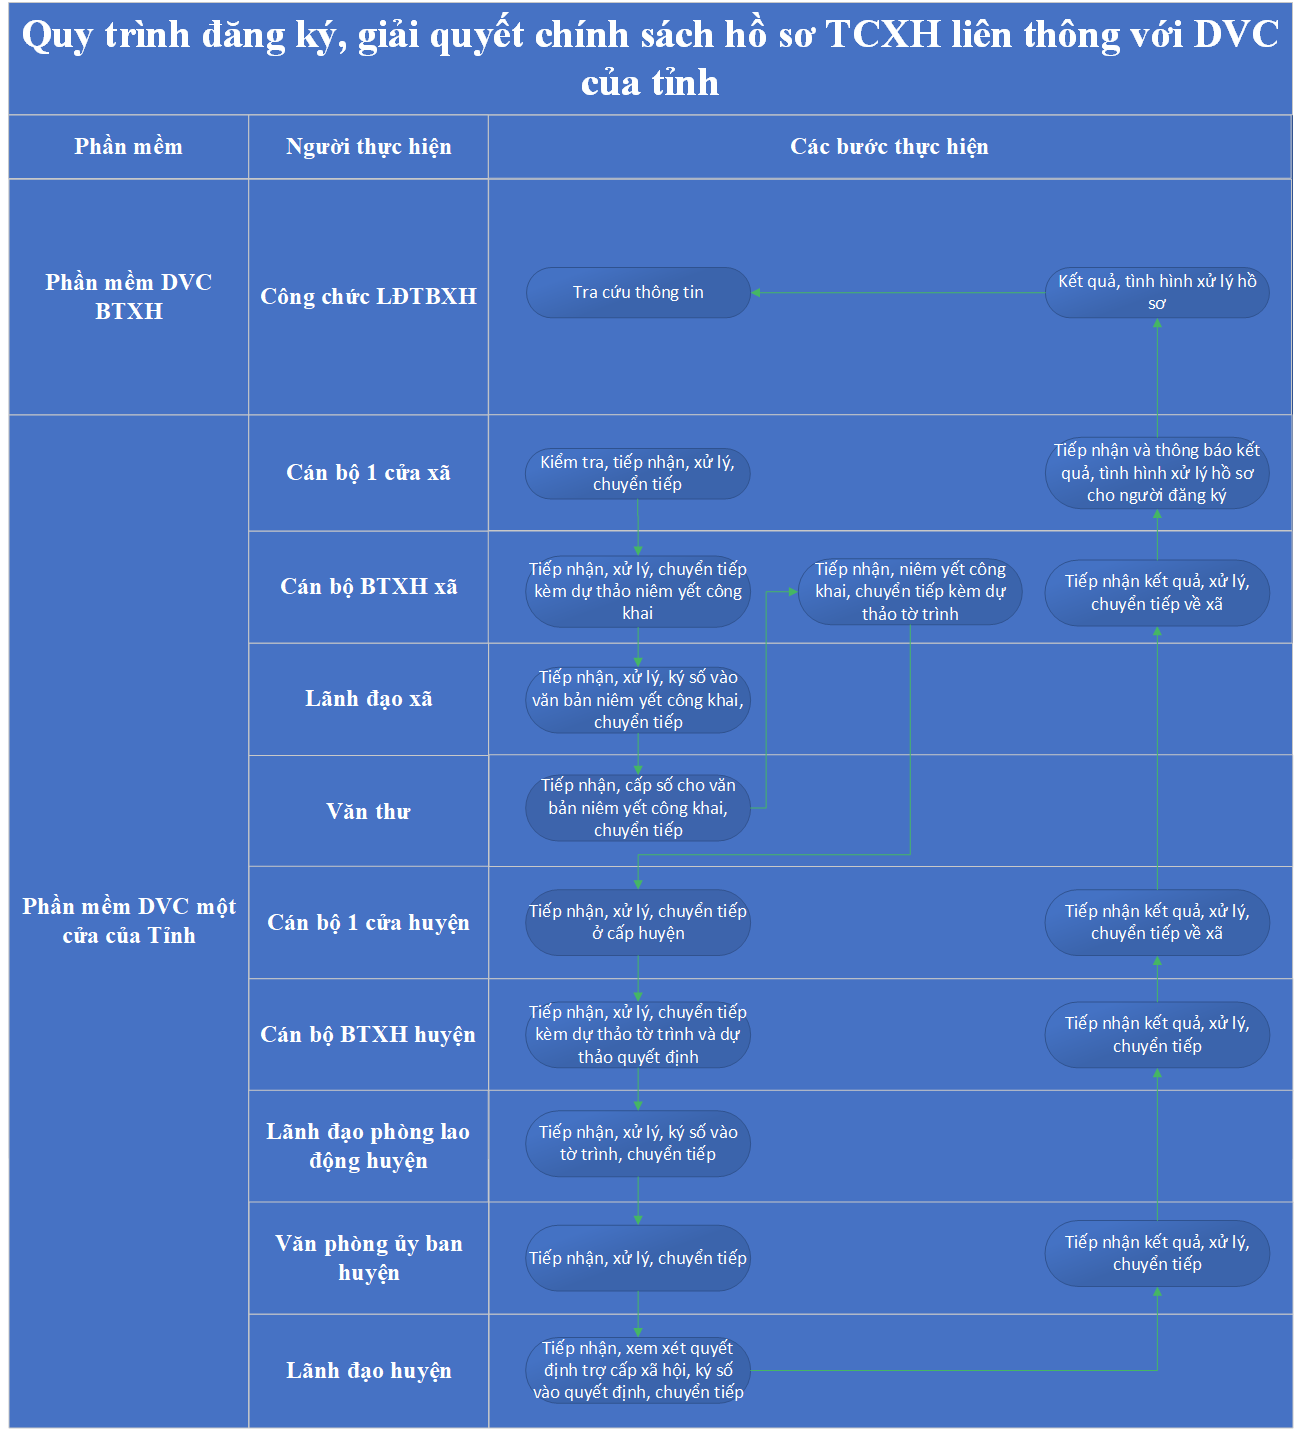 Quy trình đăng ký, giải quyết chính sách hồ sơ TCXH liên thông với DVC
của tỉnh
Phần mềm
Người thực hiện
Các bước thực hiện
Phần mềm DVC
BTXH
Công chức LĐTBXH
Tra cứu thông tin
Kết quả, tình hình xử lý hồ
sơ
Phần mềm DVC một
cửa của Tỉnh
Cán bộ 1 cửa xã
Kiểm tra, tiếp nhận, xử lý,
chuyển tiếp
Tiếp nhận và thông báo kết
quả, tình hình xử lý hồ sơ
cho người đăng ký
Cán bộ BTXH xã
Tiếp nhận, xử lý, chuyển tiếp
kèm dự thảo niêm yết công
khai
Tiếp nhận, niêm yết công
khai, chuyển tiếp kèm dự
thảo tờ trình
Tiếp nhận kết quả, xử lý,
chuyển tiếp về xã
Lãnh đạo xã
Tiếp nhận, xử lý, ký số vào
văn bản niêm yết công khai,
chuyển tiếp
Văn thư
Tiếp nhận, cấp số cho văn
bản niêm yết công khai,
chuyển tiếp
Cán bộ 1 cửa huyện
Tiếp nhận, xử lý, chuyển tiếp
ở cấp huyện
Tiếp nhận kết quả, xử lý,
chuyển tiếp về xã
Cán bộ BTXH huyện
Tiếp nhận, xử lý, chuyển tiếp
kèm dự thảo tờ trình và dự
thảo quyết định
Tiếp nhận kết quả, xử lý,
chuyển tiếp
Lãnh đạo phòng lao
động huyện
Tiếp nhận, xử lý, ký số vào
tờ trình, chuyển tiếp
Văn phòng ủy ban
huyện
Tiếp nhận, xử lý, chuyển tiếp
Tiếp nhận kết quả, xử lý,
chuyển tiếp
Lãnh đạo huyện
Tiếp nhận, xem xét quyết
định trợ cấp xã hội, ký số
vào quyết định, chuyển tiếp